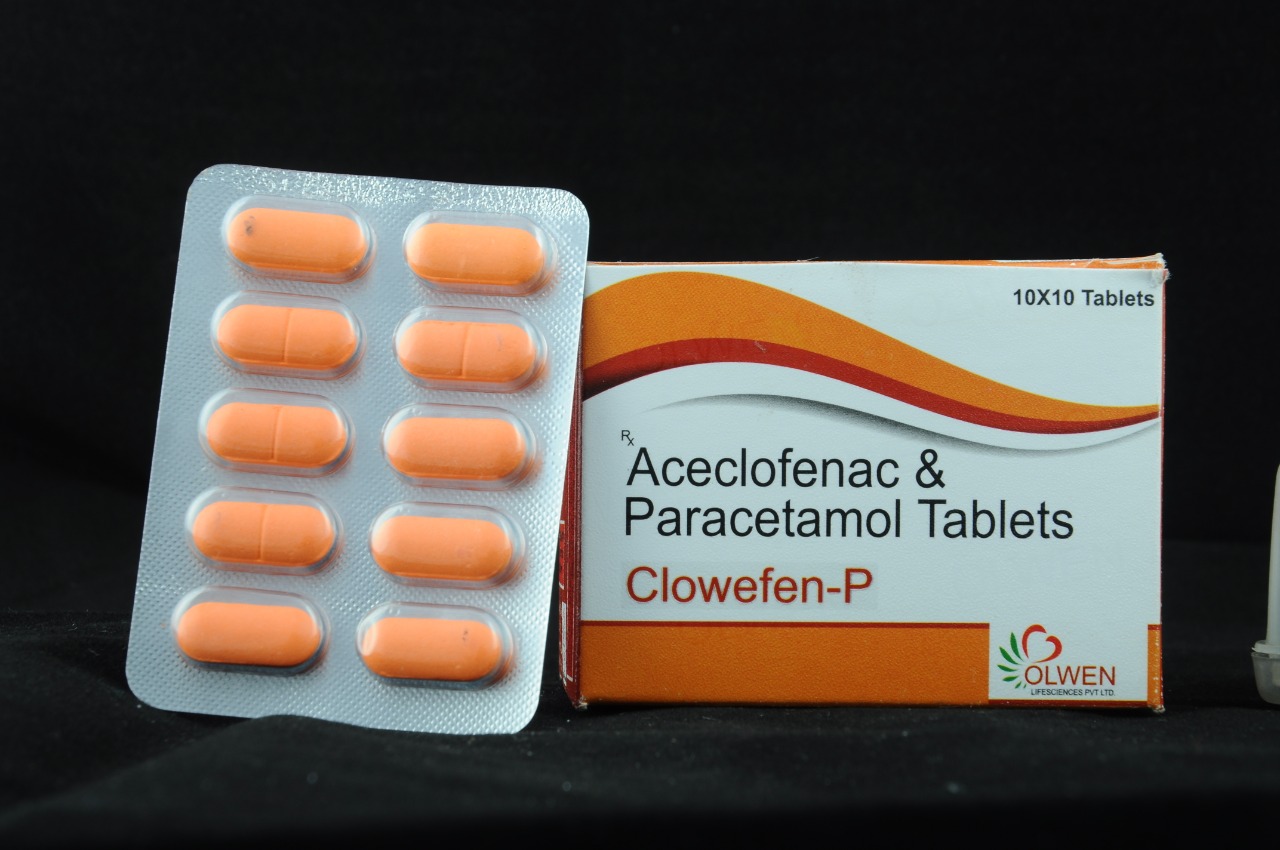 10X10 Tablets
Rx
Aceclofenac &
Paracetamol Tablets
Clowefen-P
OLWEN
LIFESCIENCES PVT LTD.